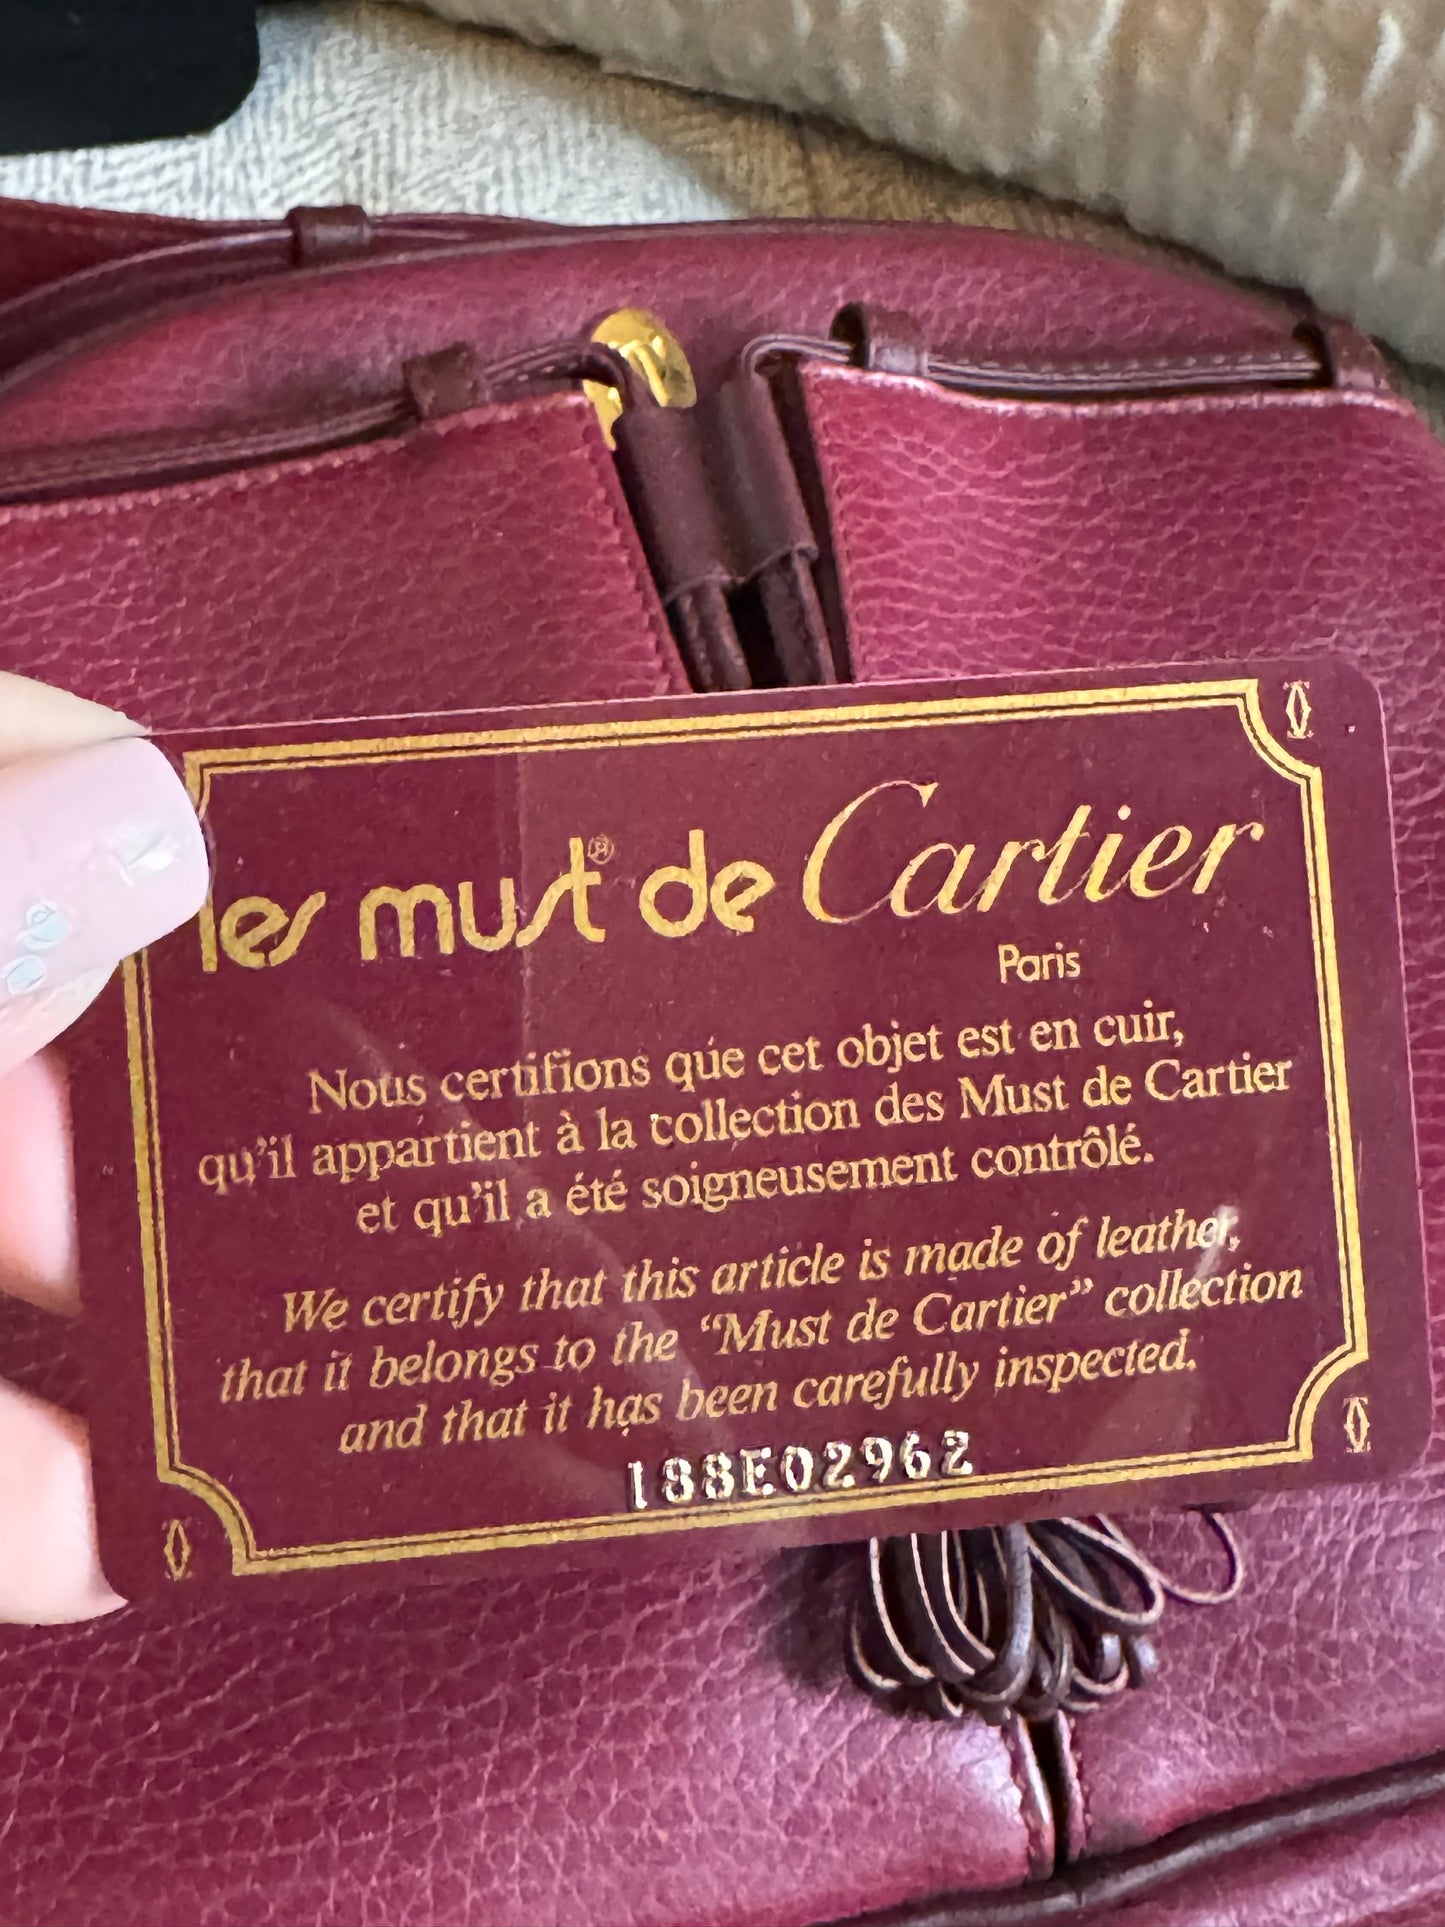 les must® de Cartier
Paris
Nous certifions que cet objet est en cuir,
qu'il appartient à la collection des Must de Cartier
et qu'il a été soigneusement contrôlé.
We certify that this article is made of leather,
that it belongs to the “Must de Cartier” collection
and that it has been carefully inspected.
188E02962